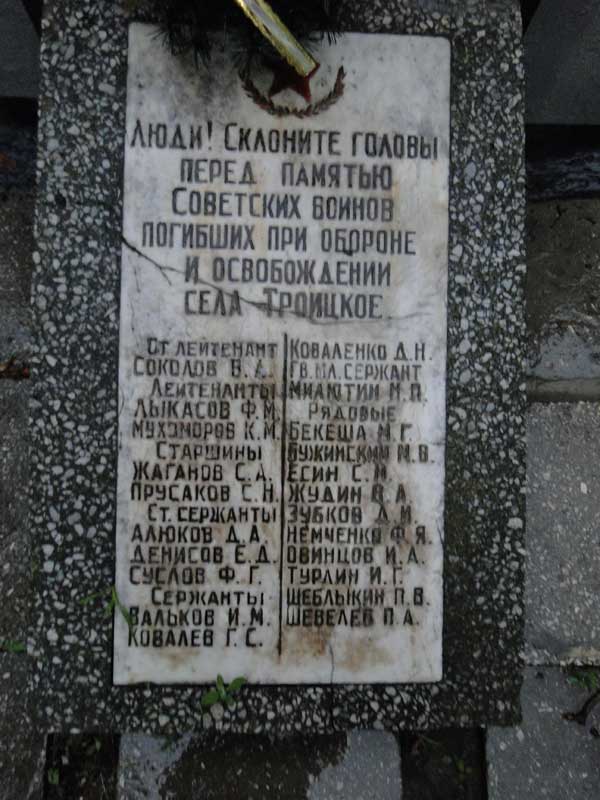 Люди! Склоните головы
перед памятью
Советских воинов
погибших при обороне
и освобождении
села Троицкое.
Ст лейтенант
Соколов В. А.
Лейтенанты
Лыкасов Ф. М.
Мухоморов К. М.
Старшины
Жаганов С. А.
Прусаков С. Н.
Ст. сержанты
Алюков Д. А.
Денисов Е. Д.
Суслов Ф. Г.
Сержанты
Вальков И. М.
Ковалев Г. С.
Коваленко Д. Н.
Гв. мл. сержант
Милютин М. П.
Рядовые
Бекеша М. Г.
Бужинский М. В.
Есин С. М.
Жудин В. А.
Зубков Д. И.
Немченко Ф. Я.
Овинцов И. А.
Турлин И. Г.
Шеблыкин П. В.
Шевелев П. А.